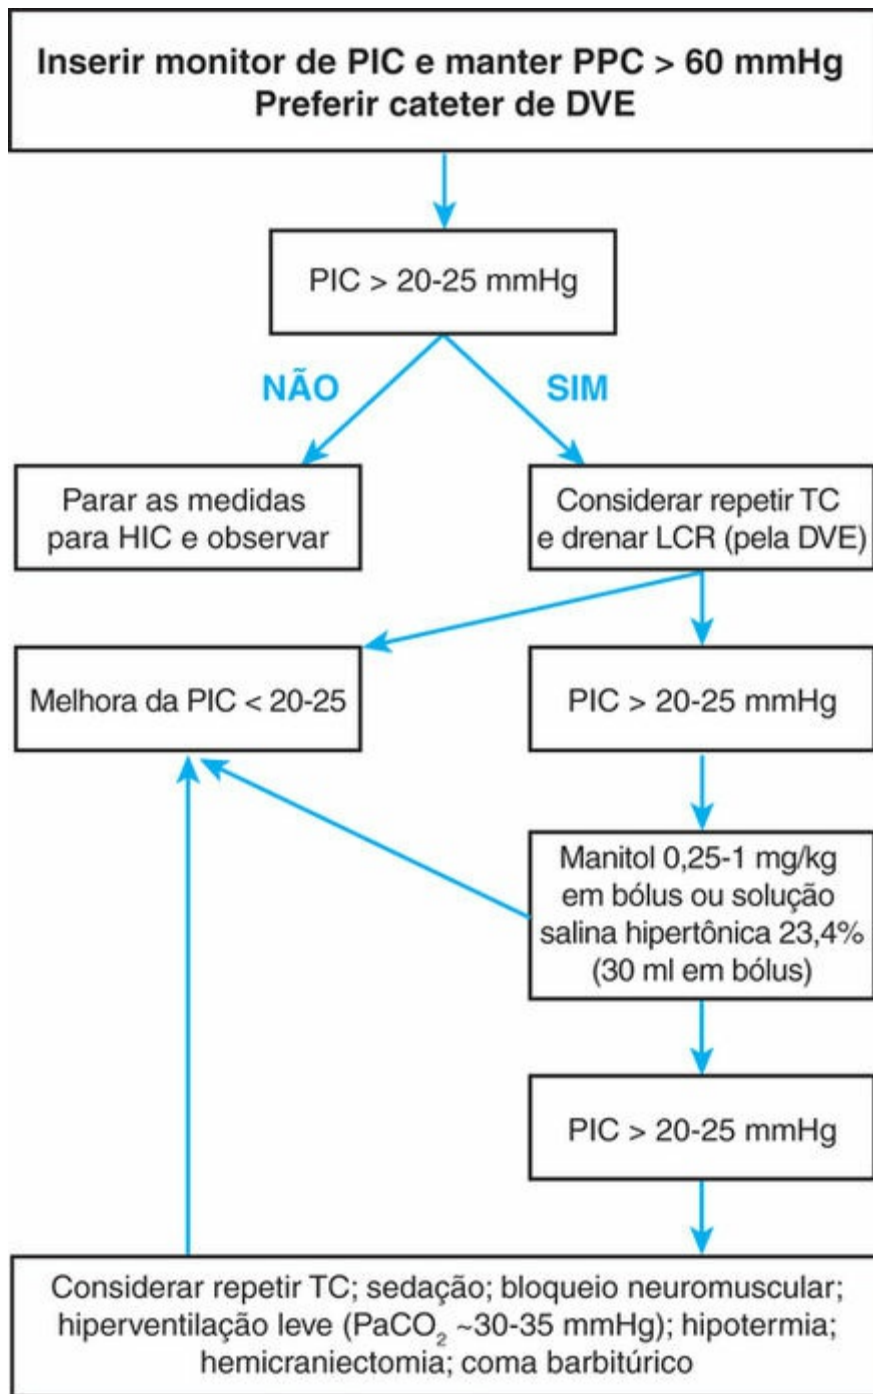 Inserir monitor de PIC e manter PPC > 60 mmHg
Preferir cateter de DVE
PIC > 20-25 mmHg
NÃO
SIM
Parar as medidas
para HIC e observar
Considerar repetir TC
e drenar LCR (pela DVE)
Melhora da PIC < 20-25
PIC > 20-25 mmHg
Manitol 0,25-1 mg/kg
em bólus ou solução
salina hipertônica 23,4%
(30 ml em bólus)
PIC > 20-25 mmHg
Considerar repetir TC; sedação; bloqueio neuromuscular;
hiperventilação leve (PaCO₂ ~30-35 mmHg); hipotermia;
hemicraniectomia; coma barbitúrico